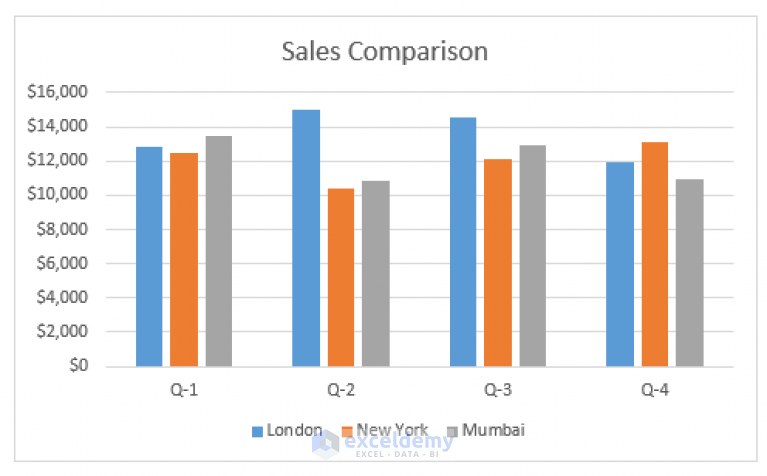 Sales Comparison
$16,000
$14,000
$12,000
$10,000
$8,000
$6,000
$4,000
$2,000
$0
Q-1 Q-2 Q-3 Q-4
London New York Mumbai
exceldemy
EXCEL - DATA - BI